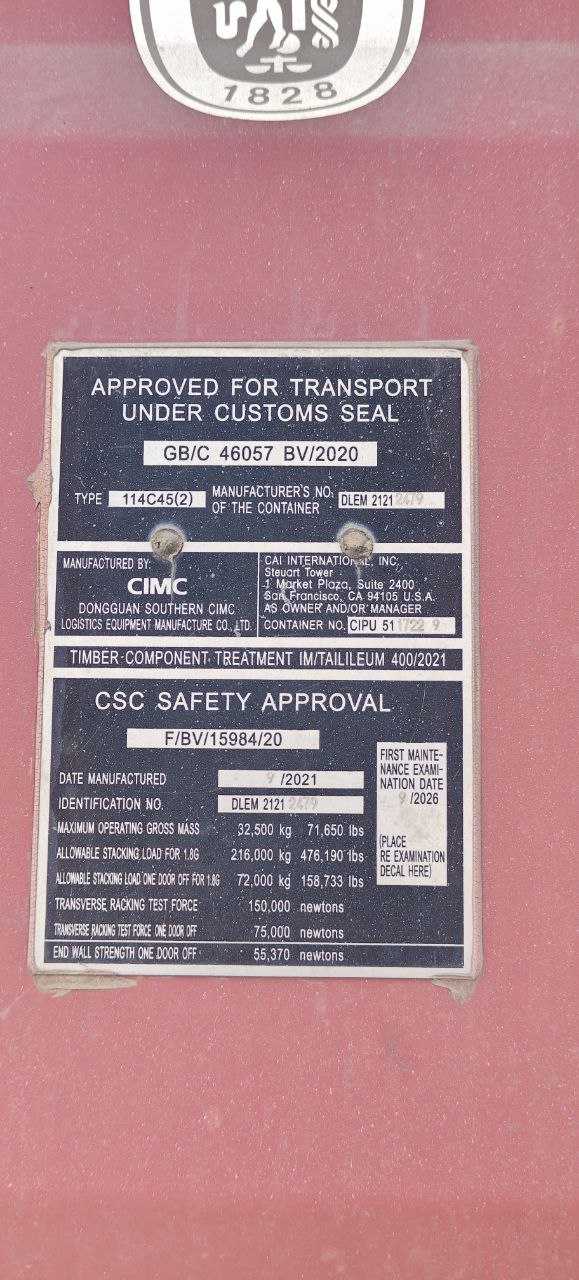 1828
APPROVED FOR TRANSPORT
UNDER CUSTOMS SEAL
GB/C 46057 BV/2020
TYPE 114C45(2) MANUFACTURER'S NO. OF THE CONTAINER DLEM 2121 2479
MANUFACTURED BY:
CIMC
DONGGUAN SOUTHERN CIMC
LOGISTICS EQUIPMENT MANUFACTURE CO., LTD.
CAI INTERNATIONAL, INC.
Steuart Tower
1 Market Plaza, Suite 2400
San Francisco, CA 94105 U.S.A.
AS OWNER AND/OR MANAGER
CONTAINER NO. CIPU 511722 9
TIMBER-COMPONENT TREATMENT IM/TAILILEUM 400/2021
CSC SAFETY APPROVAL
F/BV/15984/20
DATE MANUFACTURED 9 /2021
IDENTIFICATION NO. DLEM 2121 2479
MAXIMUM OPERATING GROSS MASS 32,500 kg 71,650 lbs
ALLOWABLE STACKING LOAD FOR 1.8G 216,000 kg 476,190 lbs
ALLOWABLE STACKING LOAD ONE DOOR OFF FOR 1.8G 72,000 kg 158,733 lbs
TRANSVERSE RACKING TEST FORCE 150,000 newtons
TRANSVERSE RACKING TEST FORCE ONE DOOR OFF 75,000 newtons
END WALL STRENGTH ONE DOOR OFF 55,370 newtons
FIRST MAINTE-
NANCE EXAMI-
NATION DATE
9 /2026
(PLACE
RE EXAMINATION
DECAL HERE)